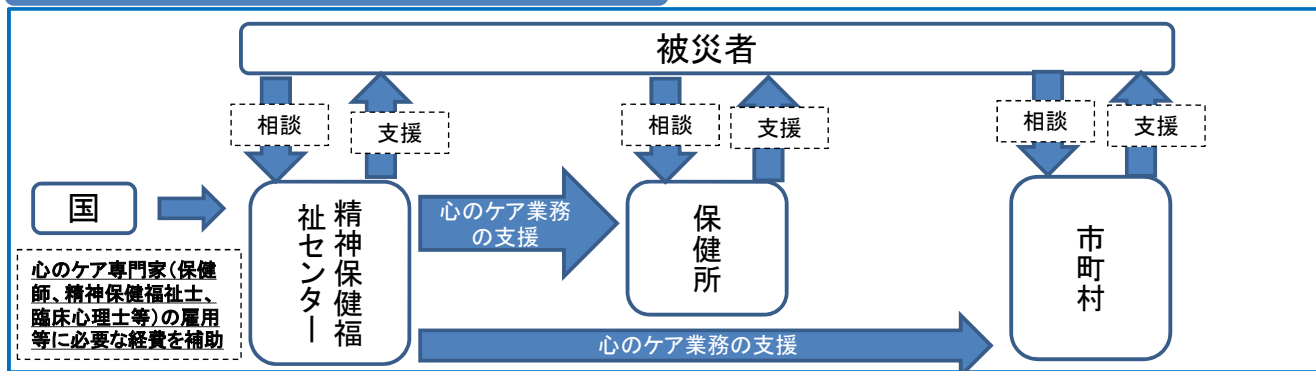 被災者
相談
支援
相談
支援
相談
支援
国
心のケア専門家(保健
師、精神保健福祉士、
臨床心理士等)の雇用
等に必要な経費を補助
精神保健福
祉センター
心のケア業務
の支援
保健所
心のケア業務の支援
市町村